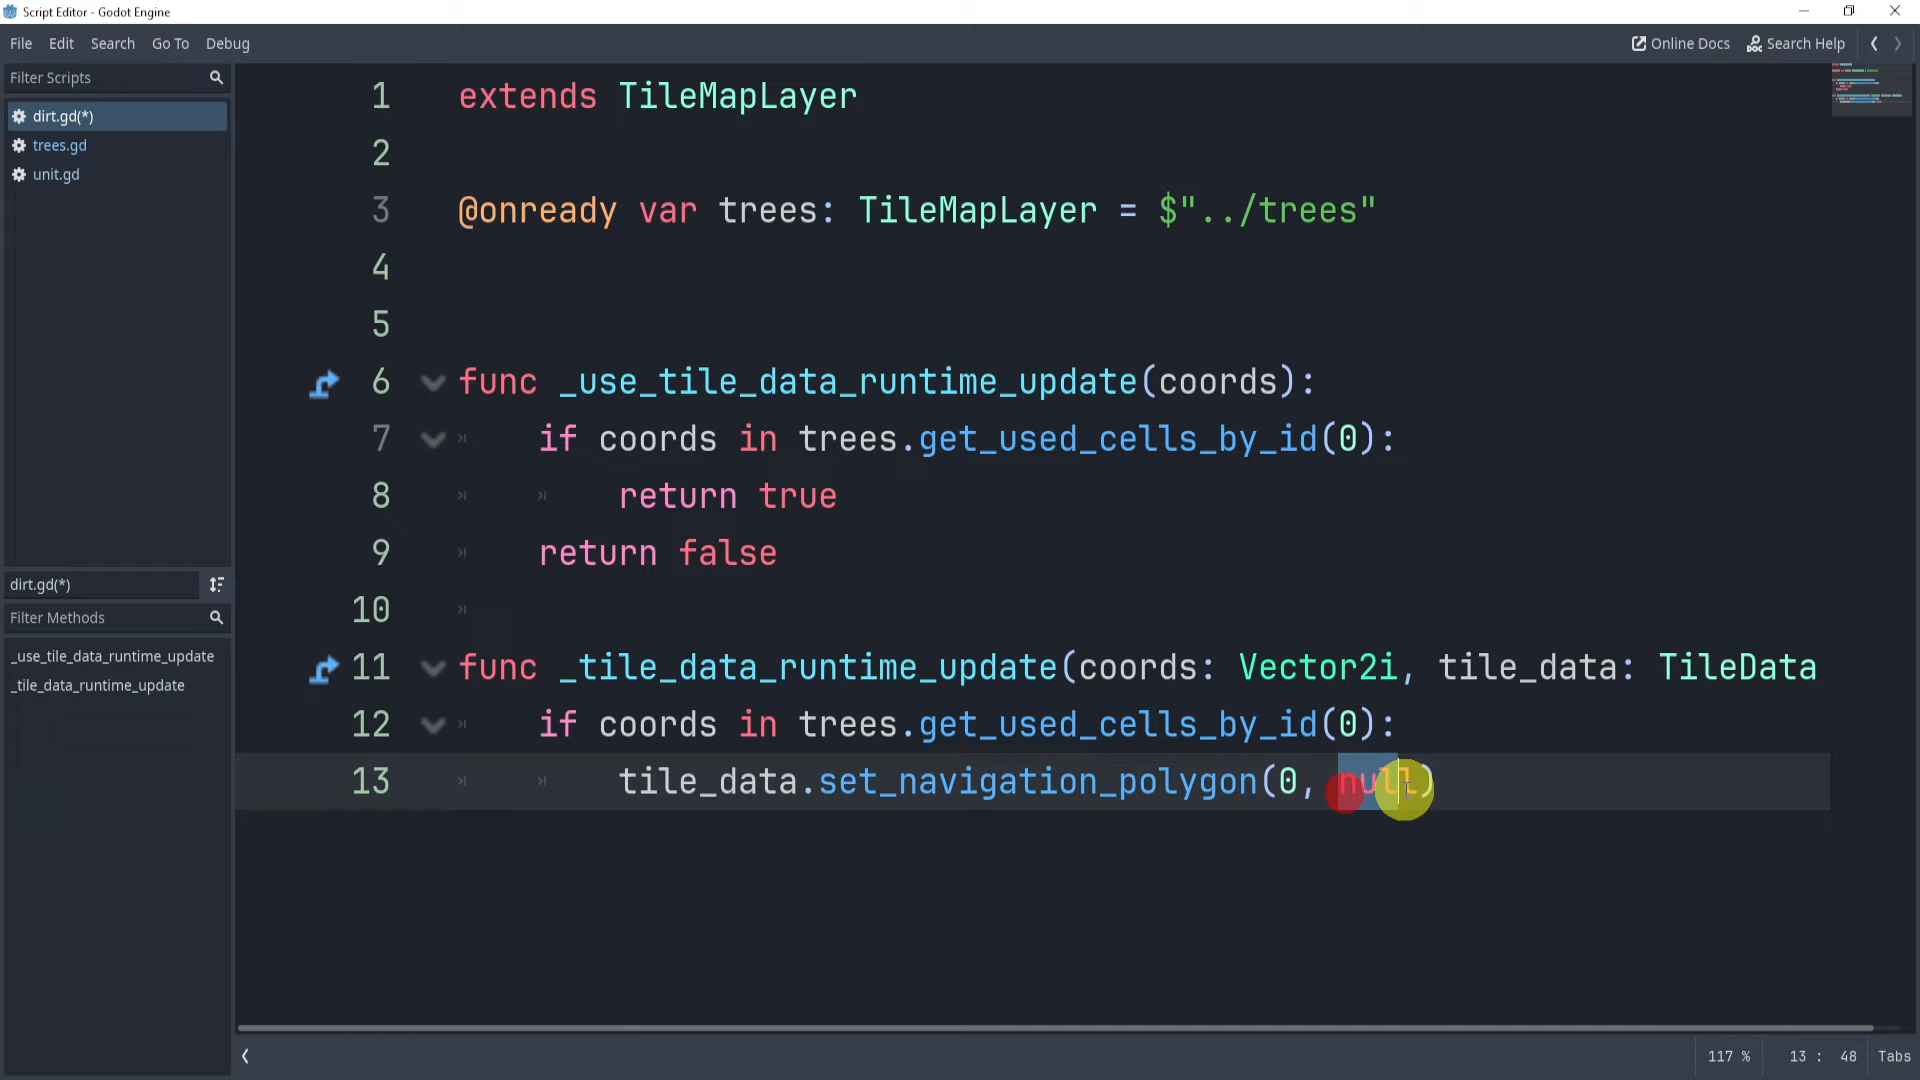 Script Editor - Godot Engine
File Edit Search Go To Debug
Online Docs Search Help
Filter Scripts
dirt.gd(*)
trees.gd
unit.gd
dirt.gd(*)
Filter Methods
_use_tile_data_runtime_update
_tile_data_runtime_update
1 extends TileMapLayer
2
3 @onready var trees: TileMapLayer = $"../trees"
4
5
6 func _use_tile_data_runtime_update(coords):
7 if coords in trees.get_used_cells_by_id(0):
8 return true
9 return false
10
11 func _tile_data_runtime_update(coords: Vector2i, tile_data: TileData
12 if coords in trees.get_used_cells_by_id(0):
13 tile_data.set_navigation_polygon(0, null)
117 % 13 : 48 Tabs